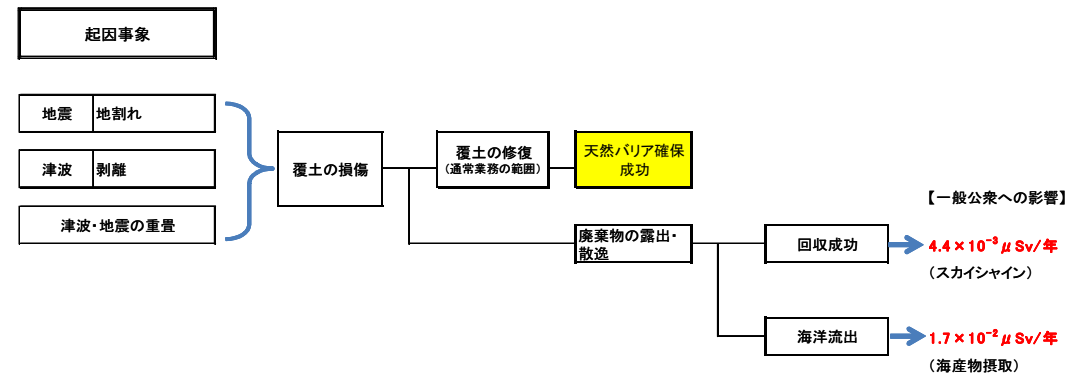 起因事象
地震 地割れ
津波 剥離
津波・地震の重畳
覆土の損傷
覆土の修復
(通常業務の範囲)
天然バリア確保
成功
廃棄物の露出・
散逸
【一般公衆への影響】
回収成功
4.4×10⁻³μSv/年
(スカイシャイン)
海洋流出
1.7×10⁻²μSv/年
(海産物摂取)